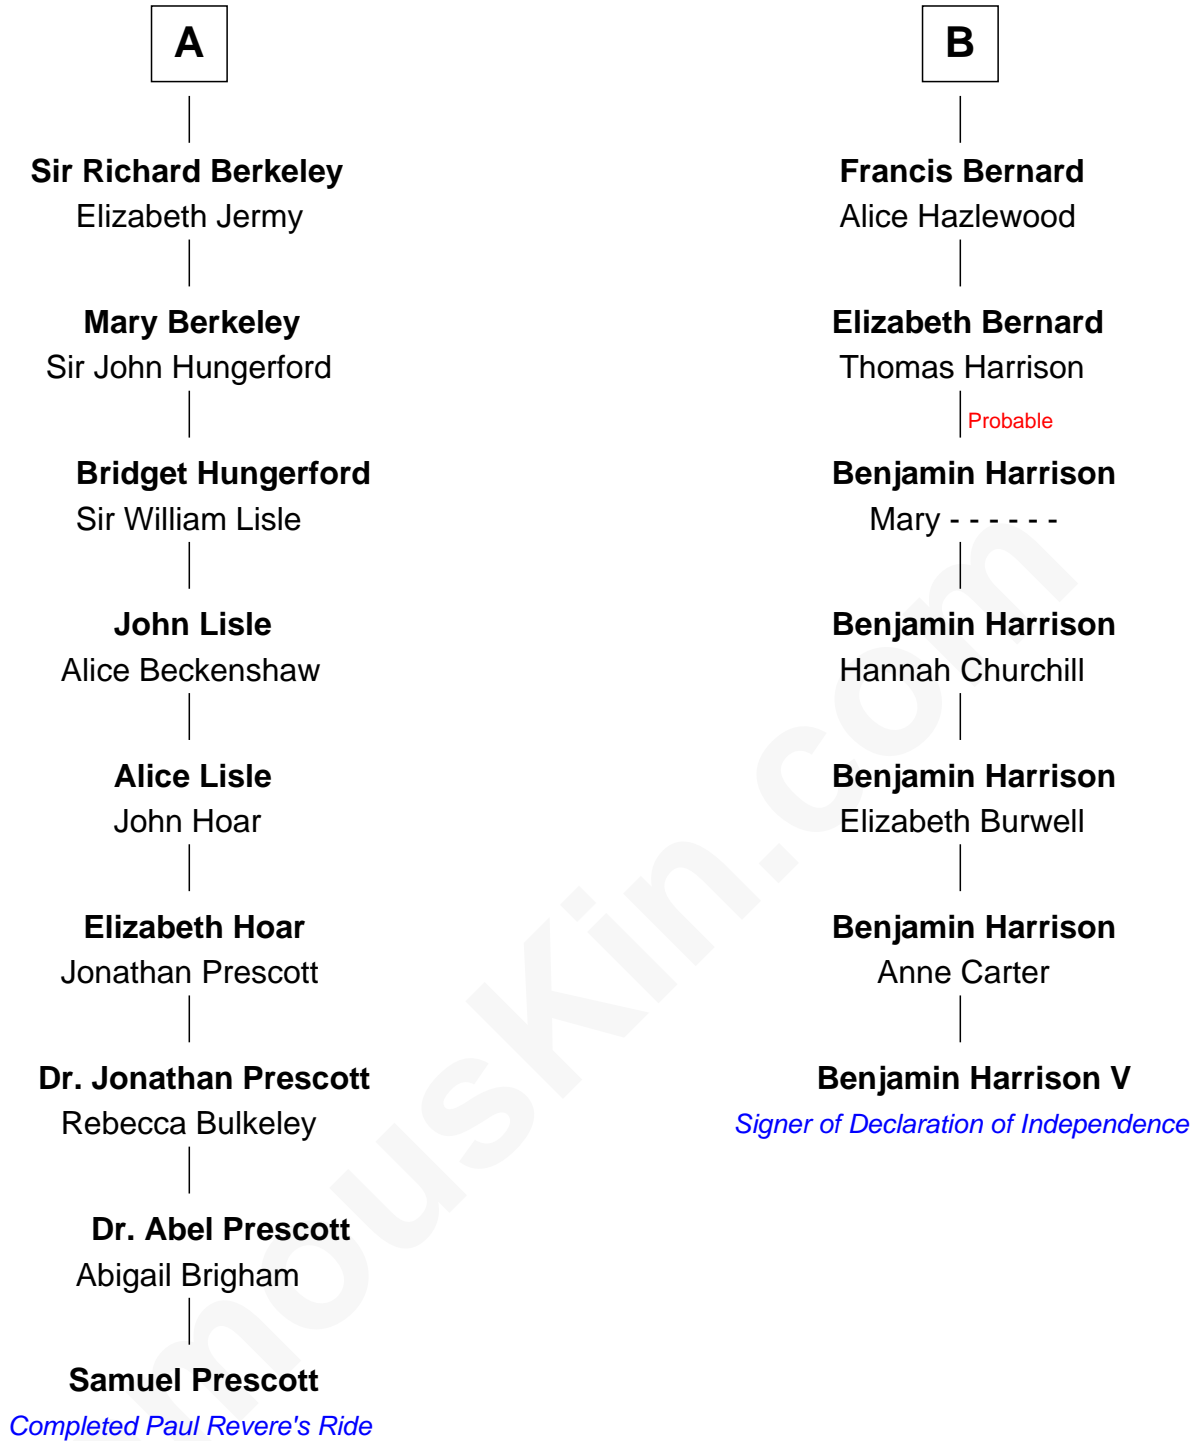 A
Sir Richard Berkeley
Elizabeth Jermy
Mary Berkeley
Sir John Hungerford
Bridget Hungerford
Sir William Lisle
John Lisle
Alice Beckenshaw
Alice Lisle
John Hoar
Elizabeth Hoar
Jonathan Prescott
Dr. Jonathan Prescott
Rebecca Bulkeley
Dr. Abel Prescott
Abigail Brigham
Samuel Prescott
Completed Paul Revere's Ride
B
Francis Bernard
Alice Hazlewood
Elizabeth Bernard
Thomas Harrison
Probable
Benjamin Harrison
Mary - - - - - -
Benjamin Harrison
Hannah Churchill
Benjamin Harrison
Elizabeth Burwell
Benjamin Harrison
Anne Carter
Benjamin Harrison V
Signer of Declaration of Independence
mousKin.com